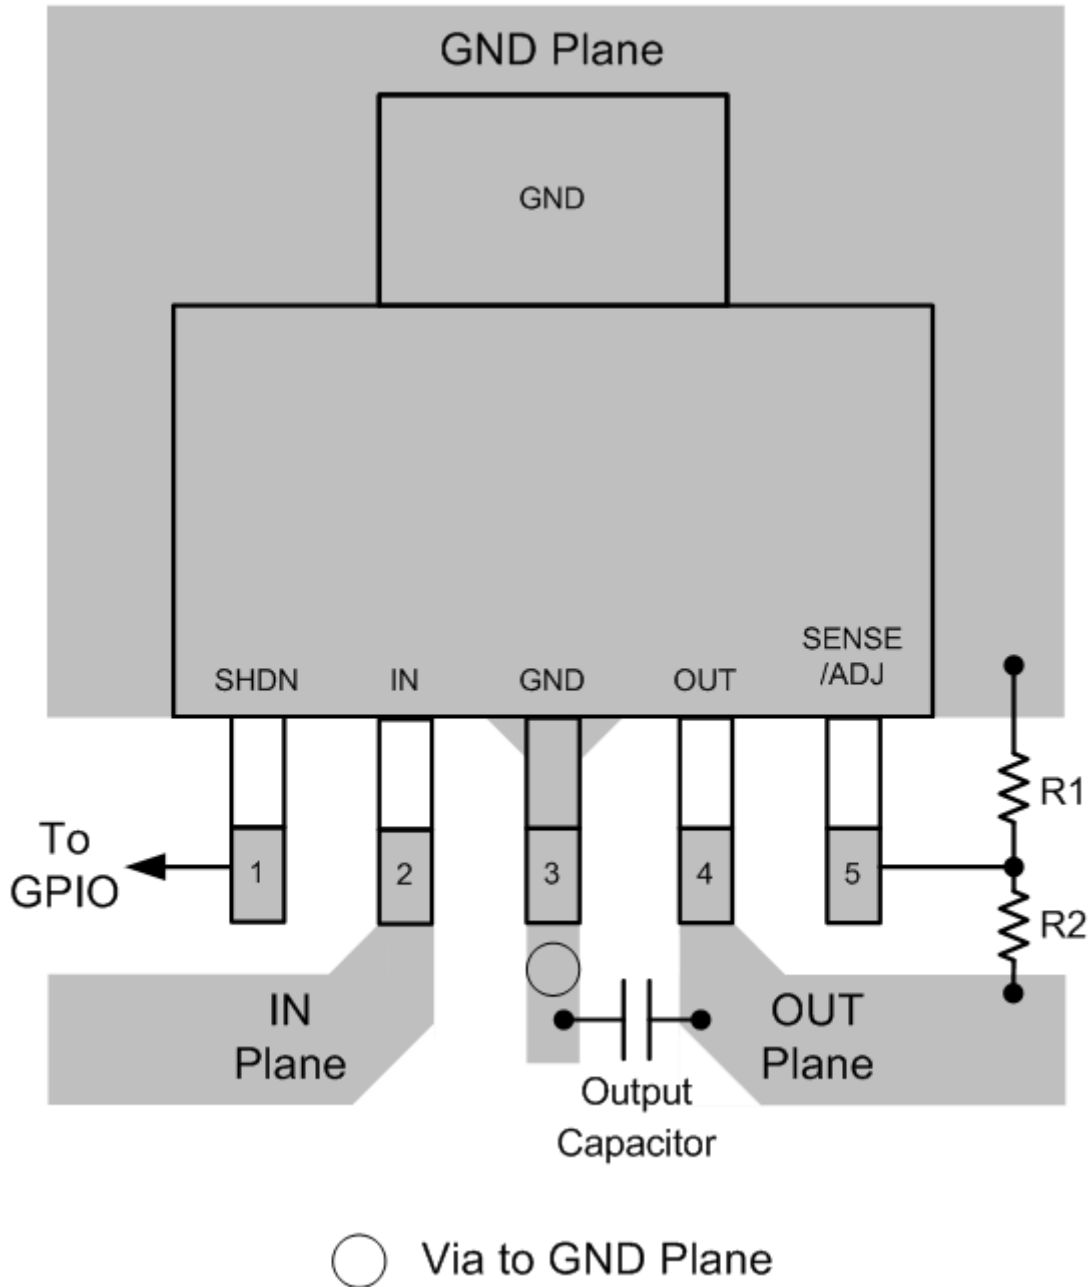 GND Plane
GND
SENSE
/ADJ
SHDN
IN
GND
OUT
R1
To
GPIO
1
2
3
4
5
R2
IN
Plane
OUT
Plane
Output
Capacitor
Via to GND Plane